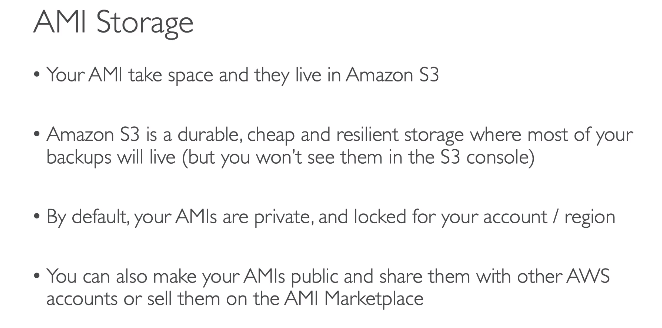 AMI Storage
• Your AMI take space and they live in Amazon S3
• Amazon S3 is a durable, cheap and resilient storage where most of your
backups will live (but you won't see them in the S3 console)
• By default, your AMIs are private, and locked for your account / region
• You can also make your AMIs public and share them with other AWS
accounts or sell them on the AMI Marketplace